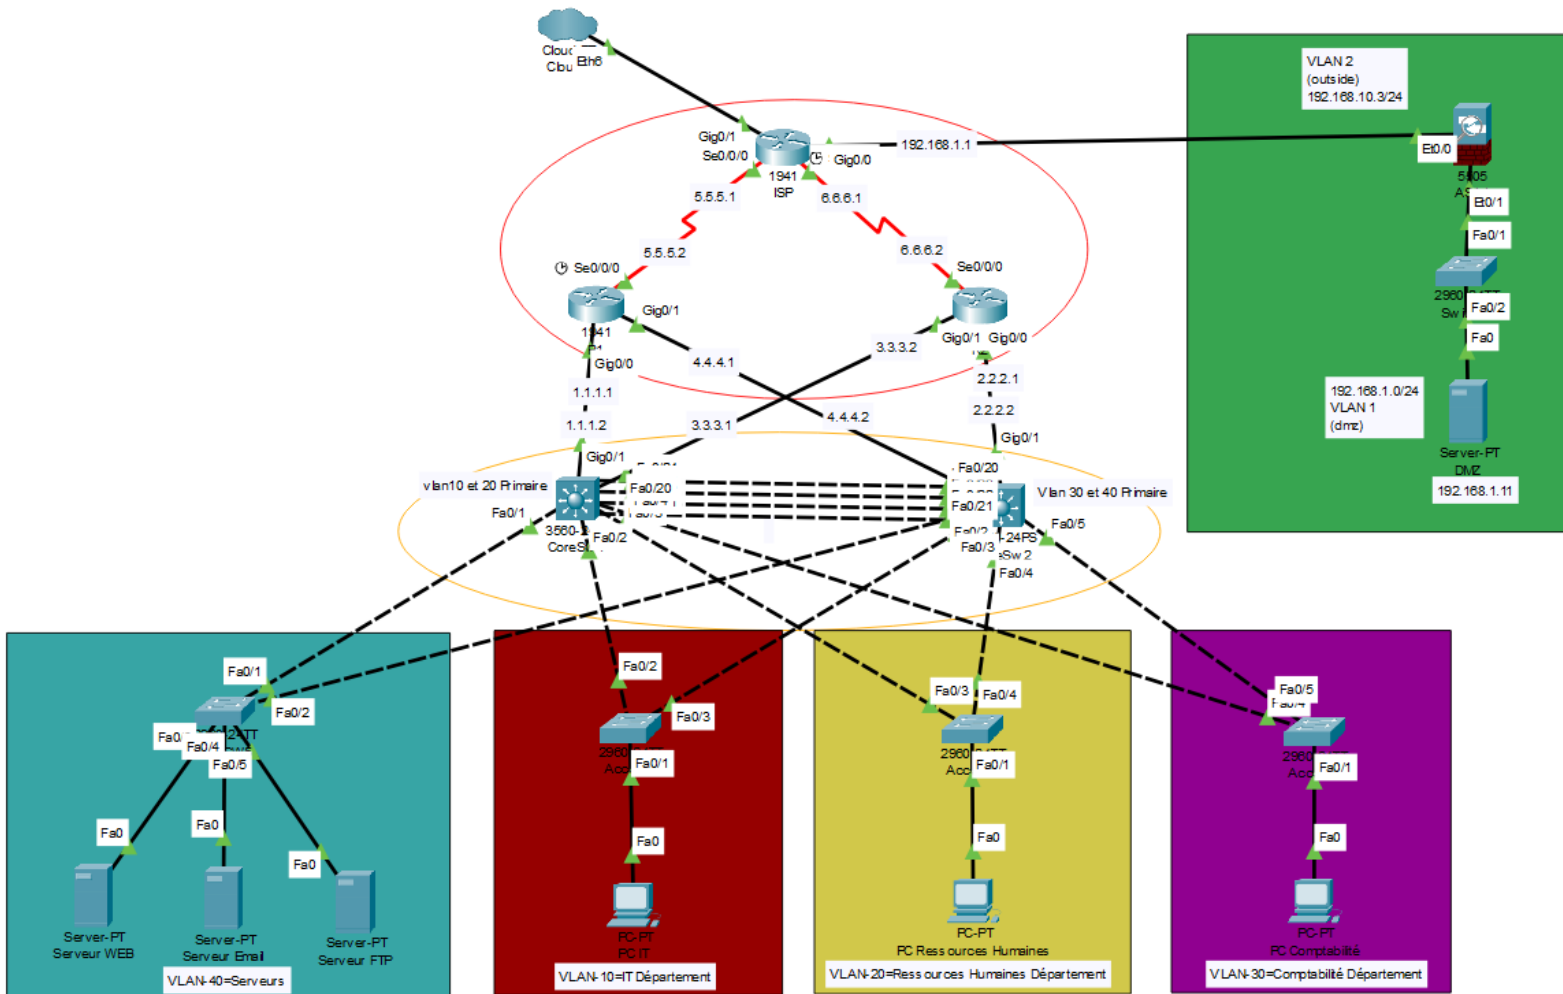 Eth6
Gig0/1
Se0/0/0
Gig0/0
1941
ISP
192.168.1.1
5.5.5.1
6.6.6.1
5.5.5.2
6.6.6.2
Se0/0/0
Se0/0/0
Gig0/1
1941
Gig0/0
Gig0/1
Gig0/0
3.3.3.2
4.4.4.1
1.1.1.1
2.2.2.1
1.1.1.2
3.3.3.1
4.4.4.2
2.2.2.2
Gig0/1
Gig0/1
vlan10 et 20 Primaire
Fa0/20
Fa0/20
Fa0/21
Vlan 30 et 40 Primaire
Fa0/1
Fa0/2
Fa0/2
Fa0/3
Fa0/4
Fa0/5
VLAN 2
(outside)
192.168.10.3/24
Et0/0
Et0/1
Fa0/1
Fa0/2
Fa0
192.168.1.0/24
VLAN 1
(dmz)
Server-PT
DMZ
192.168.1.11
Fa0/1
Fa0/2
Fa0/4
Fa0/5
Fa0
Fa0
Fa0
Server-PT
Serveur WEB
Server-PT
Serveur Email
Server-PT
Serveur FTP
VLAN-40=Serveurs
Fa0/2
Fa0/3
Fa0/1
Fa0
PC-PT
PC IT
VLAN-10=IT Département
Fa0/3
Fa0/4
Fa0/1
Fa0
PC-PT
PC Ressources Humaines
VLAN-20=Ressources Humaines Département
Fa0/5
Fa0/4
Fa0/1
Fa0
PC-PT
PC Comptabilité
VLAN-30=Comptabilité Département